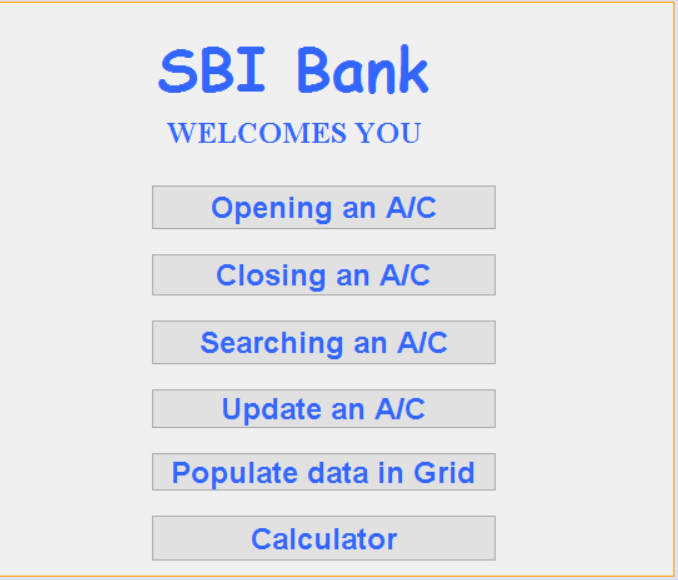 SBI Bank
WELCOMES YOU
Opening an A/C
Closing an A/C
Searching an A/C
Update an A/C
Populate data in Grid
Calculator